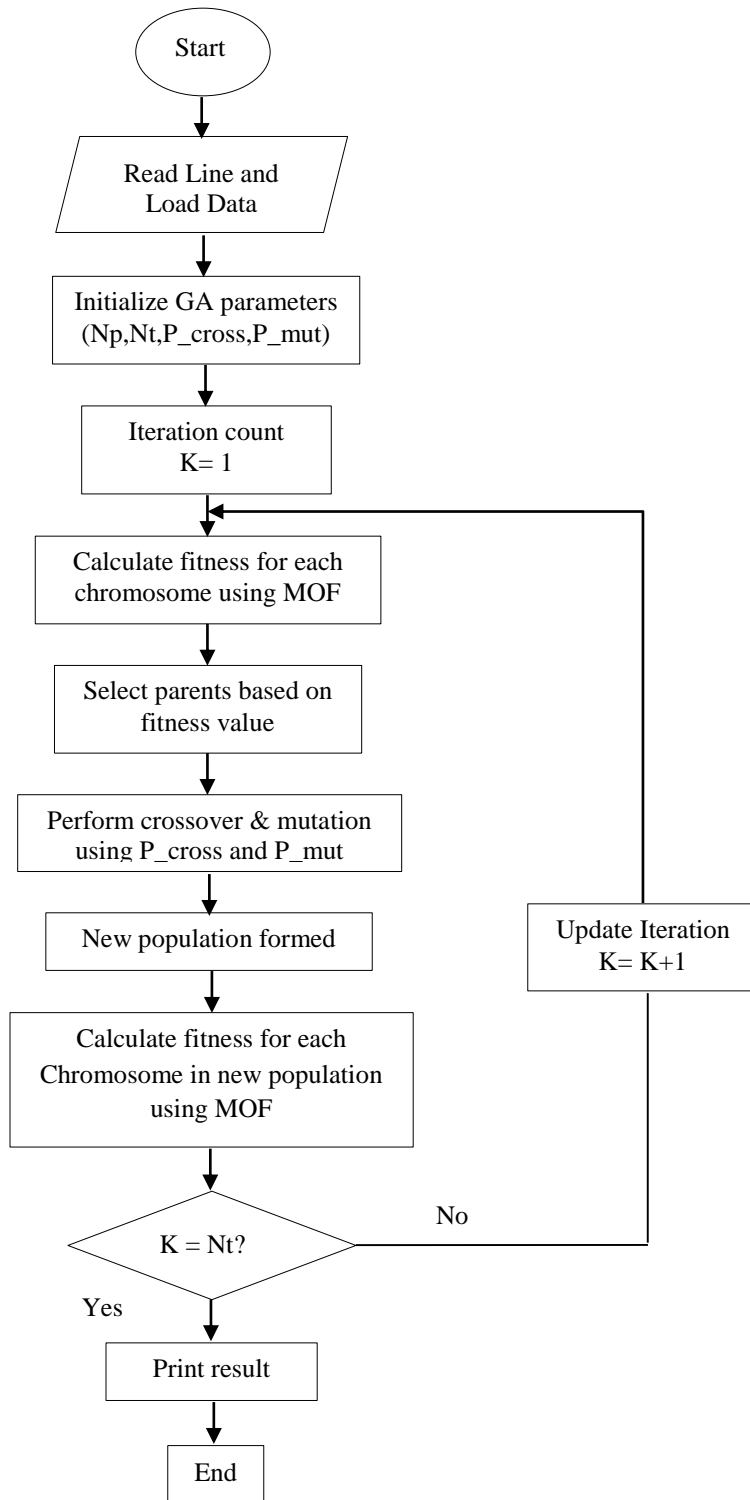 Start
Read Line and
Load Data
Initialize GA parameters
(Np,Nt,P_cross,P_mut)
Iteration count
K= 1
Calculate fitness for each
chromosome using MOF
Select parents based on
fitness value
Perform crossover & mutation
using P_cross and P_mut
New population formed
Update Iteration
K= K+1
Calculate fitness for each
Chromosome in new population
using MOF
K = Nt?
No
Yes
Print result
End